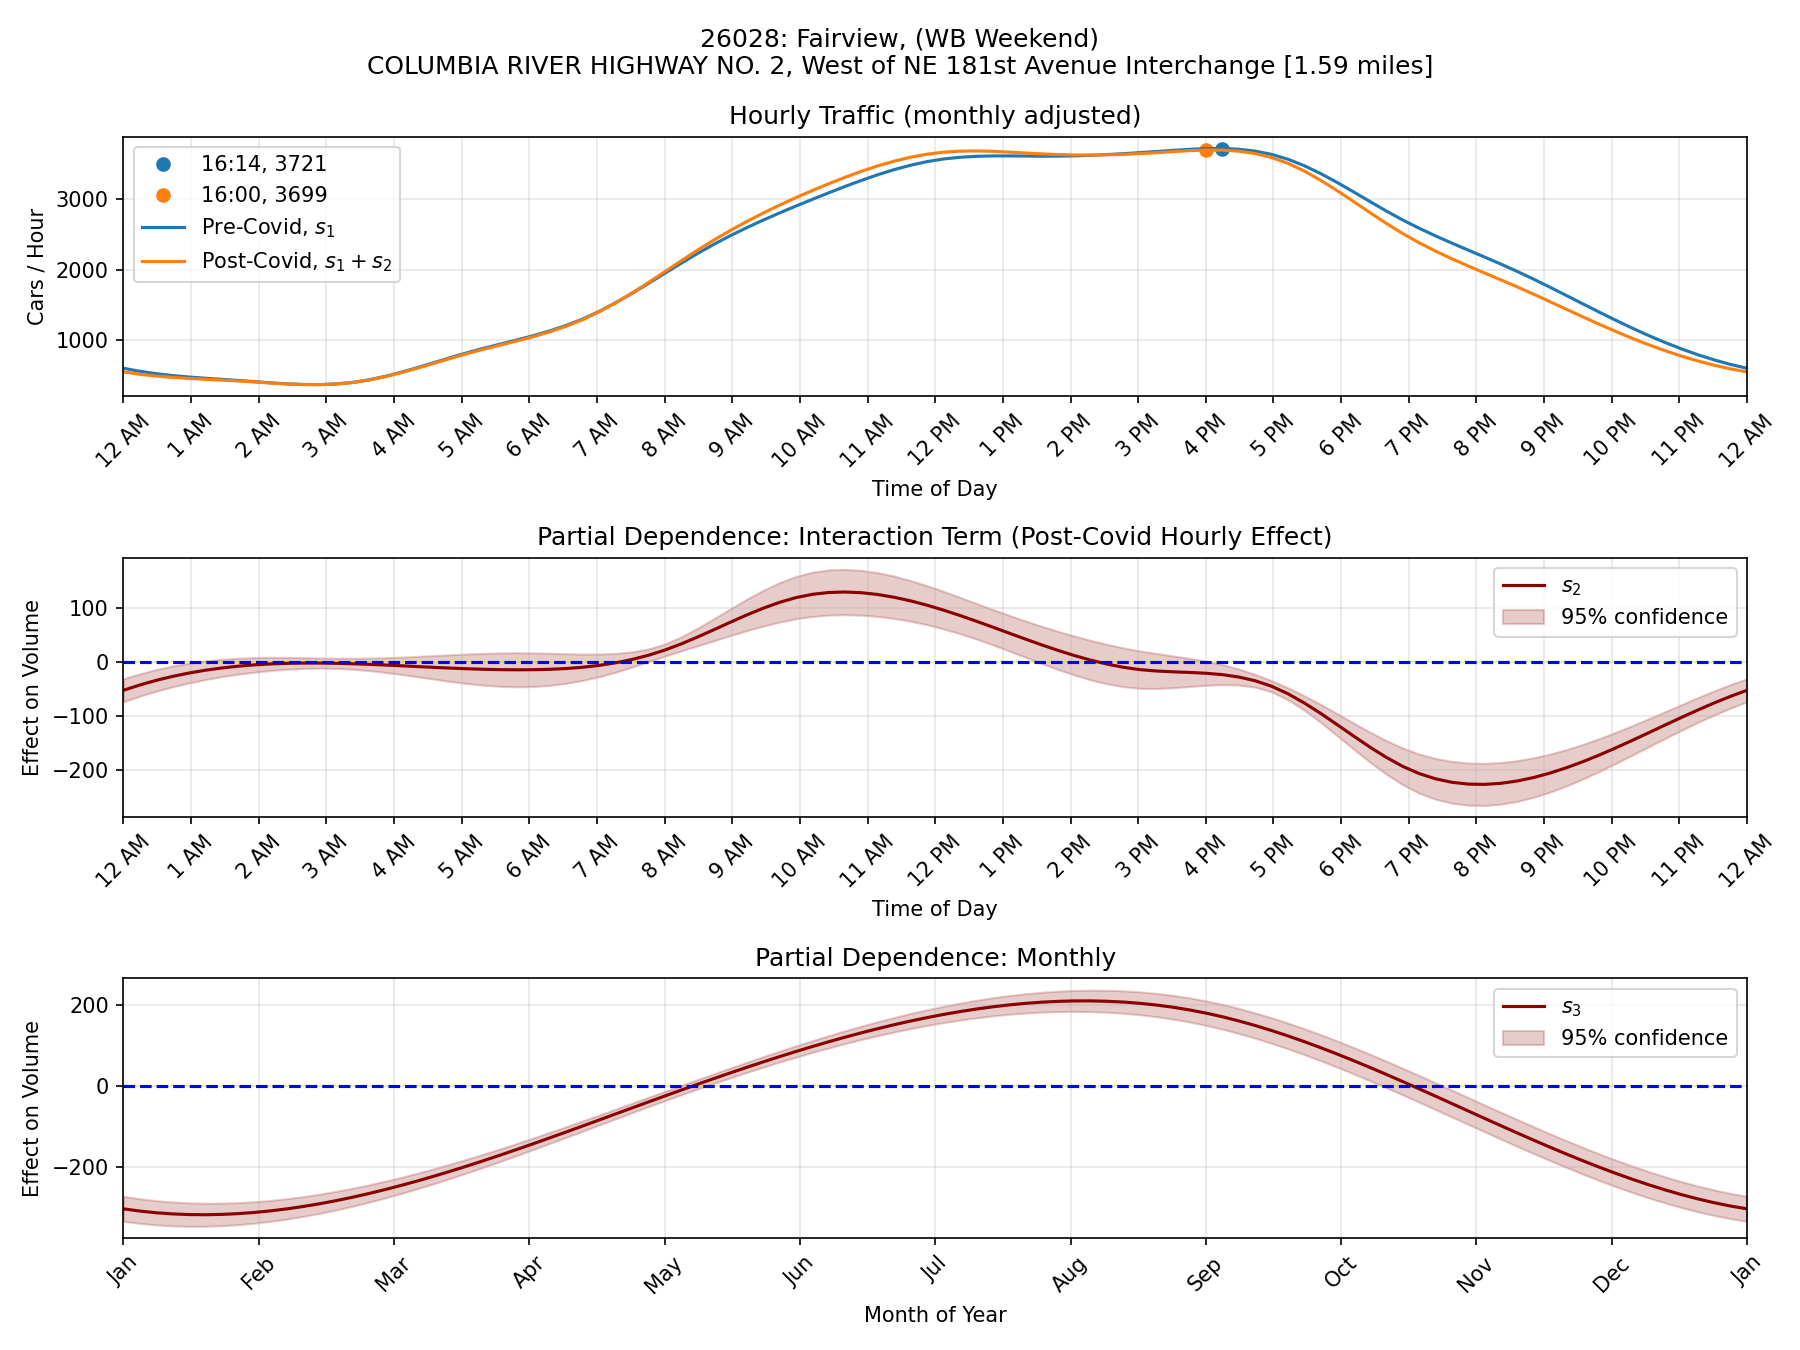 26028: Fairview, (WB Weekend)
COLUMBIA RIVER HIGHWAY NO. 2, West of NE 181st Avenue Interchange [1.59 miles]
Hourly Traffic (monthly adjusted)
Cars / Hour
3000
2000
1000
16:14, 3721
16:00, 3699
Pre-Covid, s₁
Post-Covid, s₁ + s₂
12 AM 1 AM 2 AM 3 AM 4 AM 5 AM 6 AM 7 AM 8 AM 9 AM 10 AM 11 AM 12 PM 1 PM 2 PM 3 PM 4 PM 5 PM 6 PM 7 PM 8 PM 9 PM 10 PM 11 PM 12 AM
Time of Day
Partial Dependence: Interaction Term (Post-Covid Hourly Effect)
Effect on Volume
100
0
−100
−200
s₂
95% confidence
12 AM 1 AM 2 AM 3 AM 4 AM 5 AM 6 AM 7 AM 8 AM 9 AM 10 AM 11 AM 12 PM 1 PM 2 PM 3 PM 4 PM 5 PM 6 PM 7 PM 8 PM 9 PM 10 PM 11 PM 12 AM
Time of Day
Partial Dependence: Monthly
Effect on Volume
200
0
−200
s₃
95% confidence
Jan Feb Mar Apr May Jun Jul Aug Sep Oct Nov Dec Jan
Month of Year